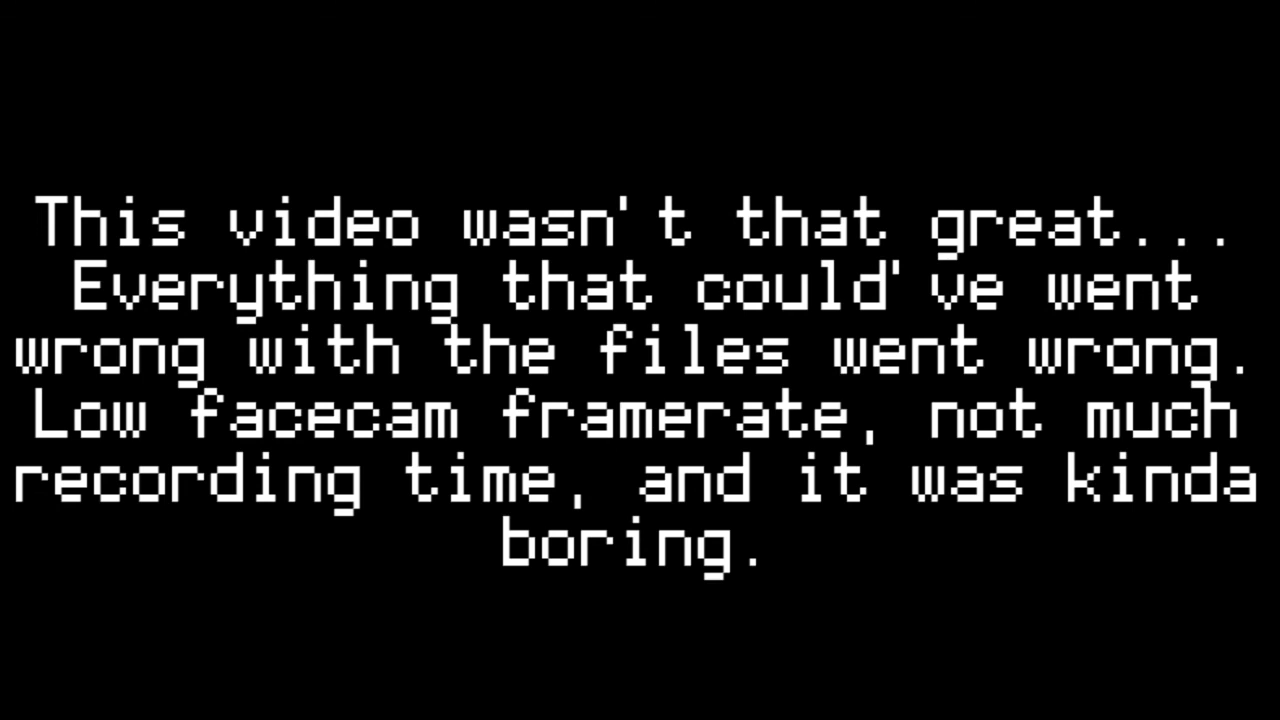 This video wasn't that great...
Everything that could've went
wrong with the files went wrong.
Low facecam framerate, not much
recording time, and it was kinda
boring.